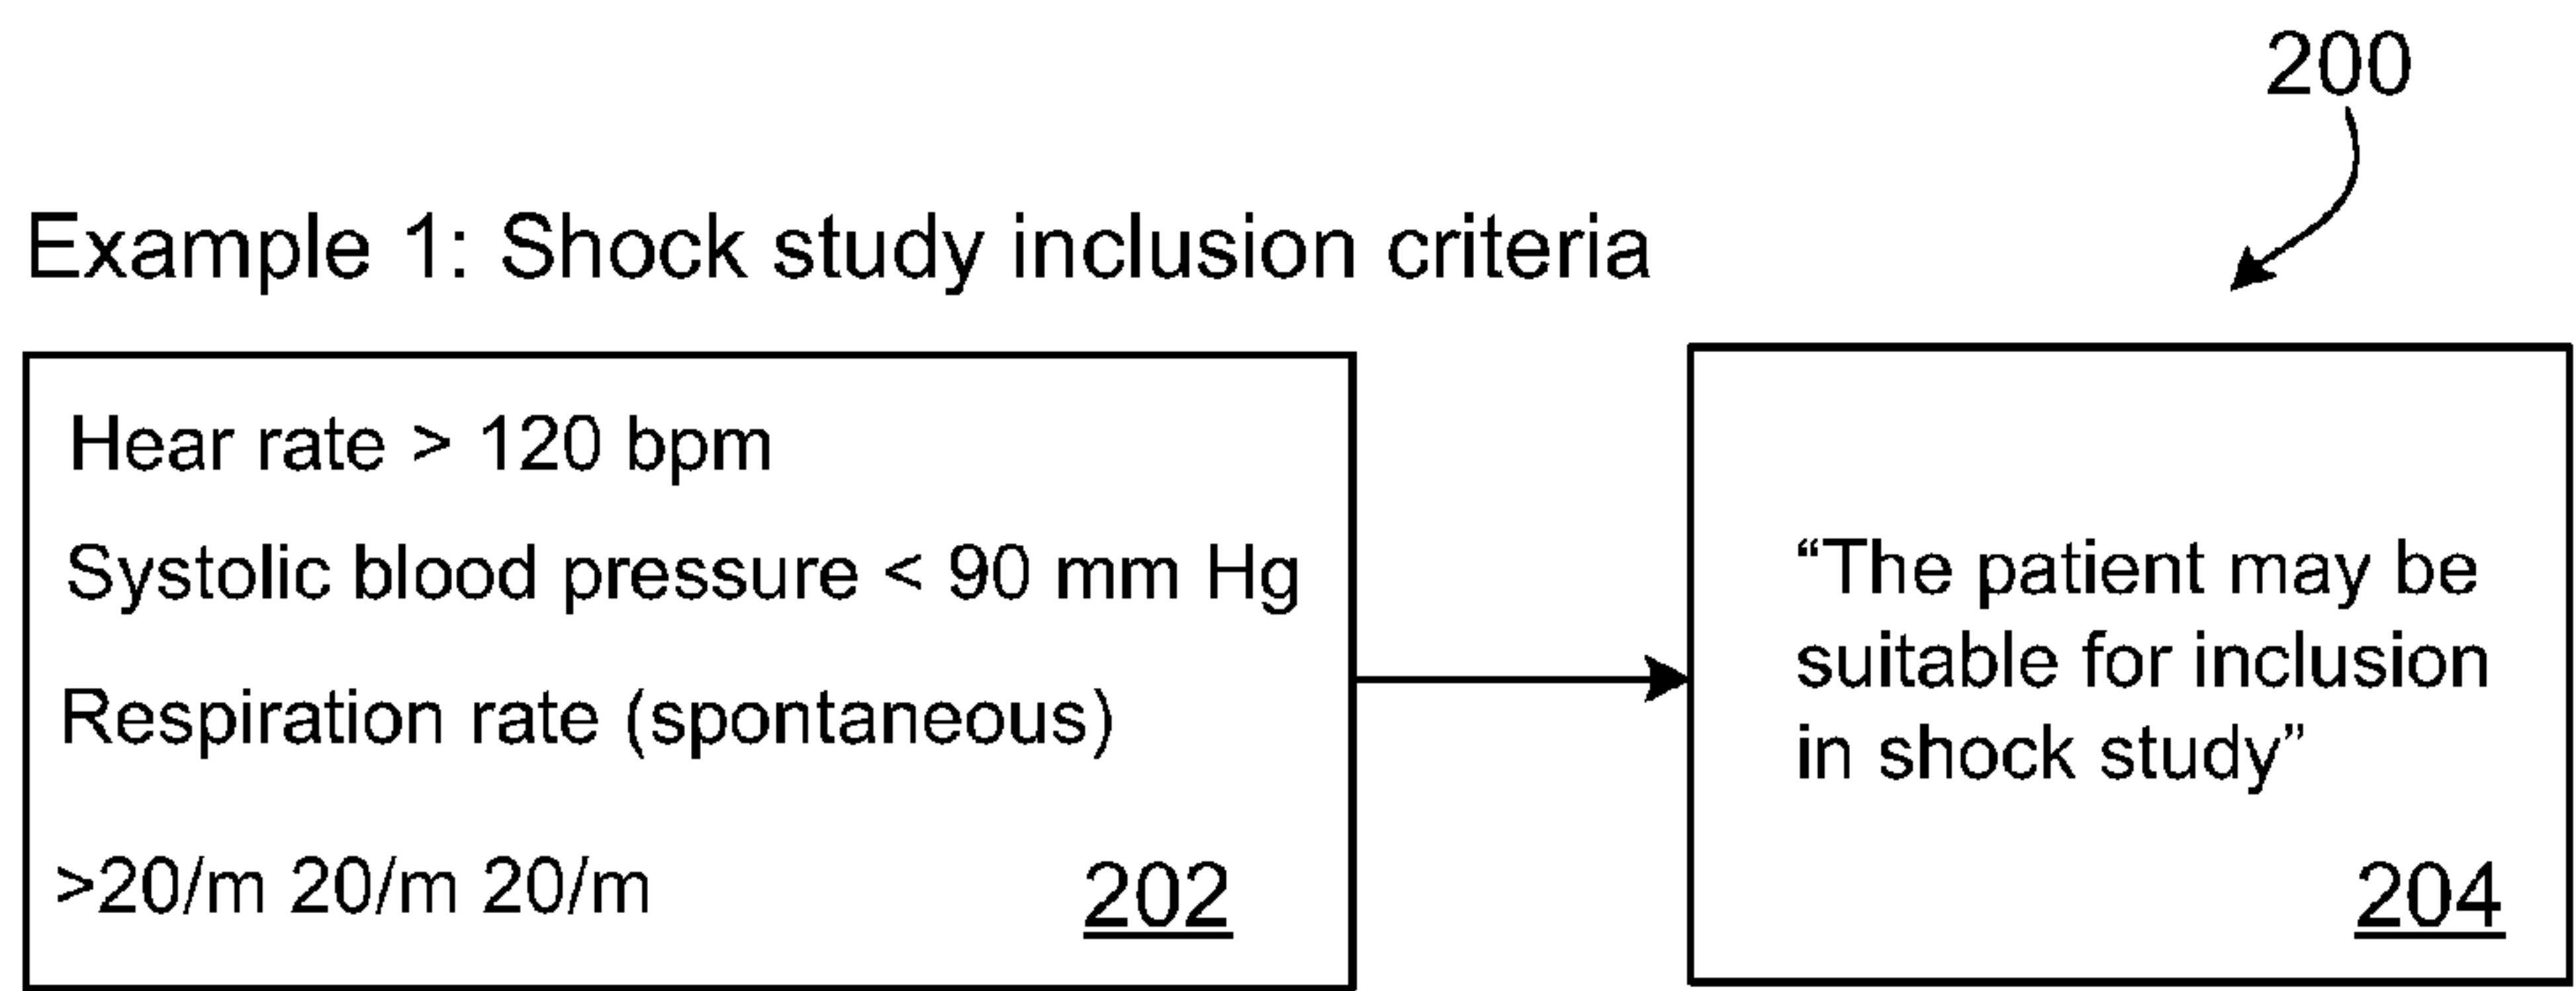 200
Example 1: Shock study inclusion criteria
Hear rate > 120 bpm
Systolic blood pressure < 90 mm Hg
Respiration rate (spontaneous)
>20/m 20/m 20/m
202
“The patient may be
suitable for inclusion
in shock study”
204